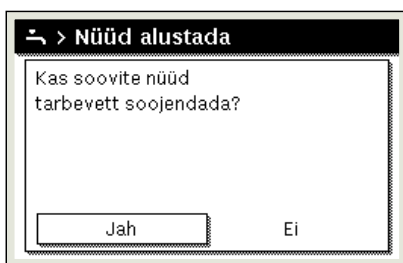 > Nüüd alustada
Kas soovite nüüd
tarbevett soojendada?
Jah
Ei